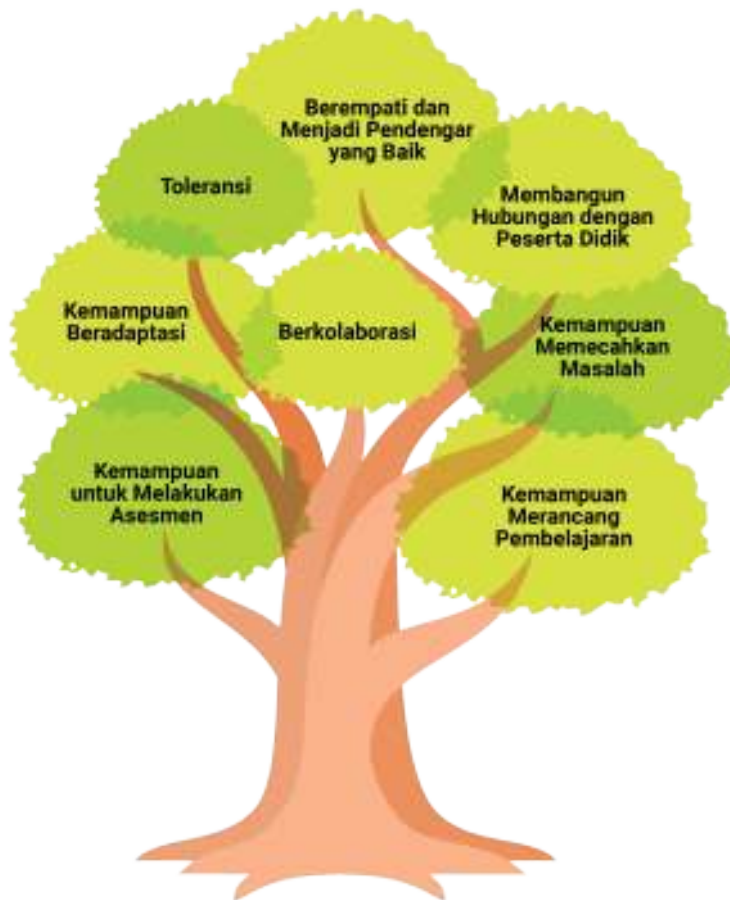 Berempati dan
Menjadi Pendengar
yang Baik
Toleransi
Membangun
Hubungan dengan
Peserta Didik
Kemampuan
Beradaptasi
Berkolaborasi
Kemampuan
Memecahkan
Masalah
Kemampuan
untuk Melakukan
Asesmen
Kemampuan
Merancang
Pembelajaran